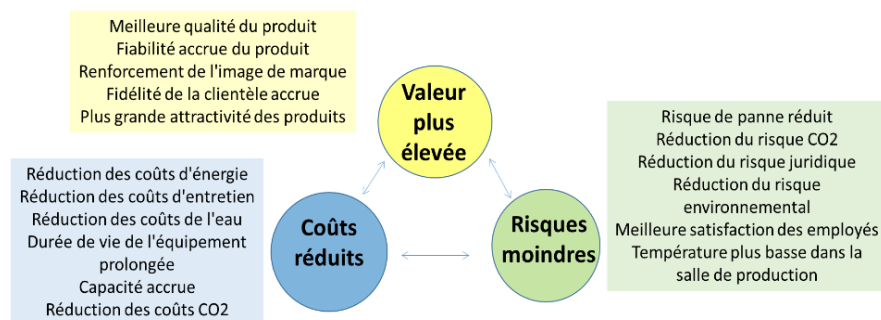 Meilleure qualité du produit
Fiabilité accrue du produit
Renforcement de l'image de marque
Fidélité de la clientèle accrue
Plus grande attractivité des produits
Valeur
plus
élevée
Réduction des coûts d'énergie
Réduction des coûts d'entretien
Réduction des coûts de l'eau
Durée de vie de l'équipement
prolongée
Capacité accrue
Réduction des coûts CO2
Coûts
réduits
Risques
moindres
Risque de panne réduit
Réduction du risque CO2
Réduction du risque juridique
Réduction du risque
environnemental
Meilleure satisfaction des employés
Température plus basse dans la
salle de production